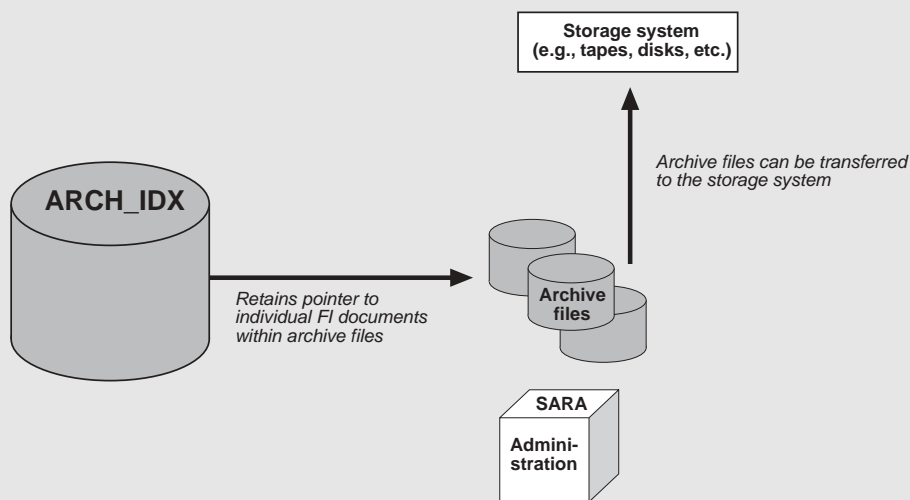 Storage system
(e.g., tapes, disks, etc.)
Archive files can be transferred
to the storage system
ARCH_IDX
Retains pointer to
individual FI documents
within archive files
Archive
files
SARA
Admini-
stration